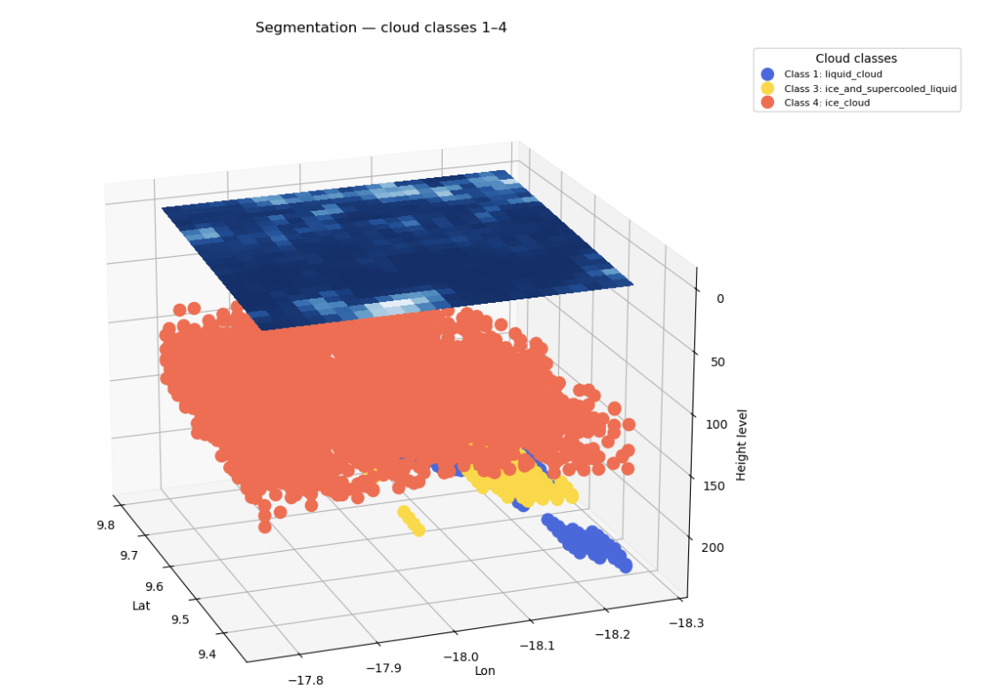 Segmentation — cloud classes 1–4
Cloud classes
Class 1: liquid_cloud
Class 3: ice_and_supercooled_liquid
Class 4: ice_cloud
0
50
100
150
200
Height level
9.8
9.7
9.6
9.5
9.4
Lat
−17.8
−17.9
−18.0
−18.1
−18.2
−18.3
Lon